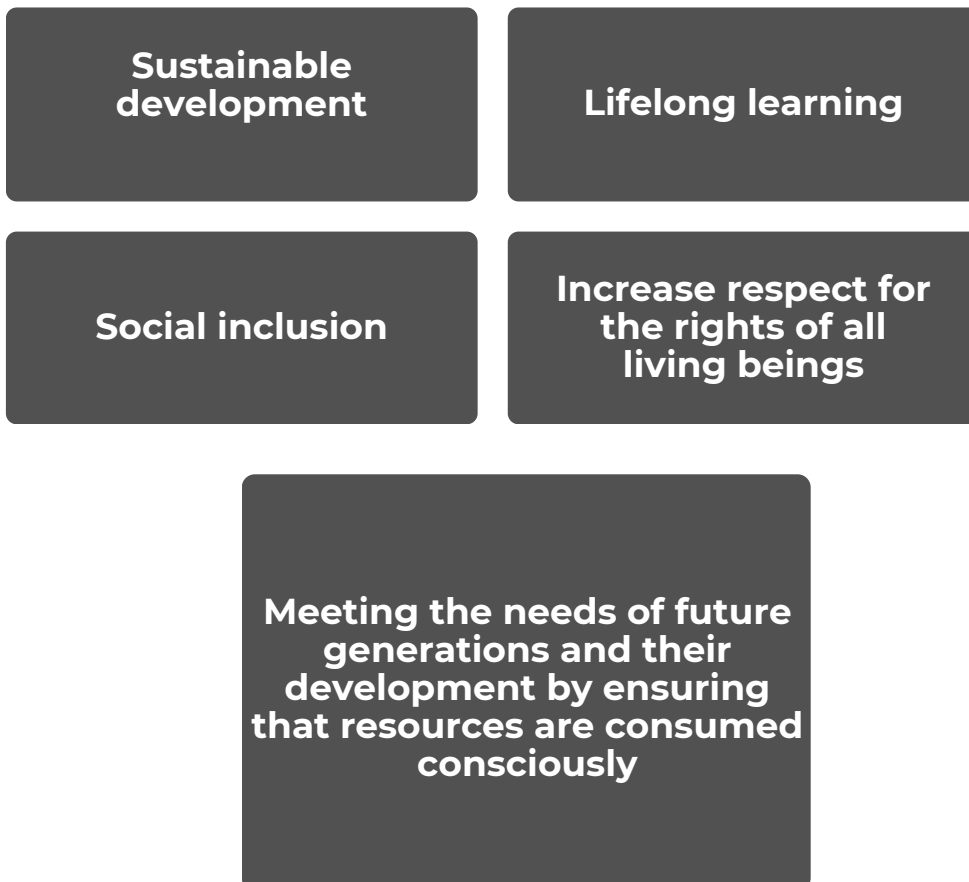 Sustainable
development
Lifelong learning
Social inclusion
Increase respect for
the rights of all
living beings
Meeting the needs of future
generations and their
development by ensuring
that resources are consumed
consciously